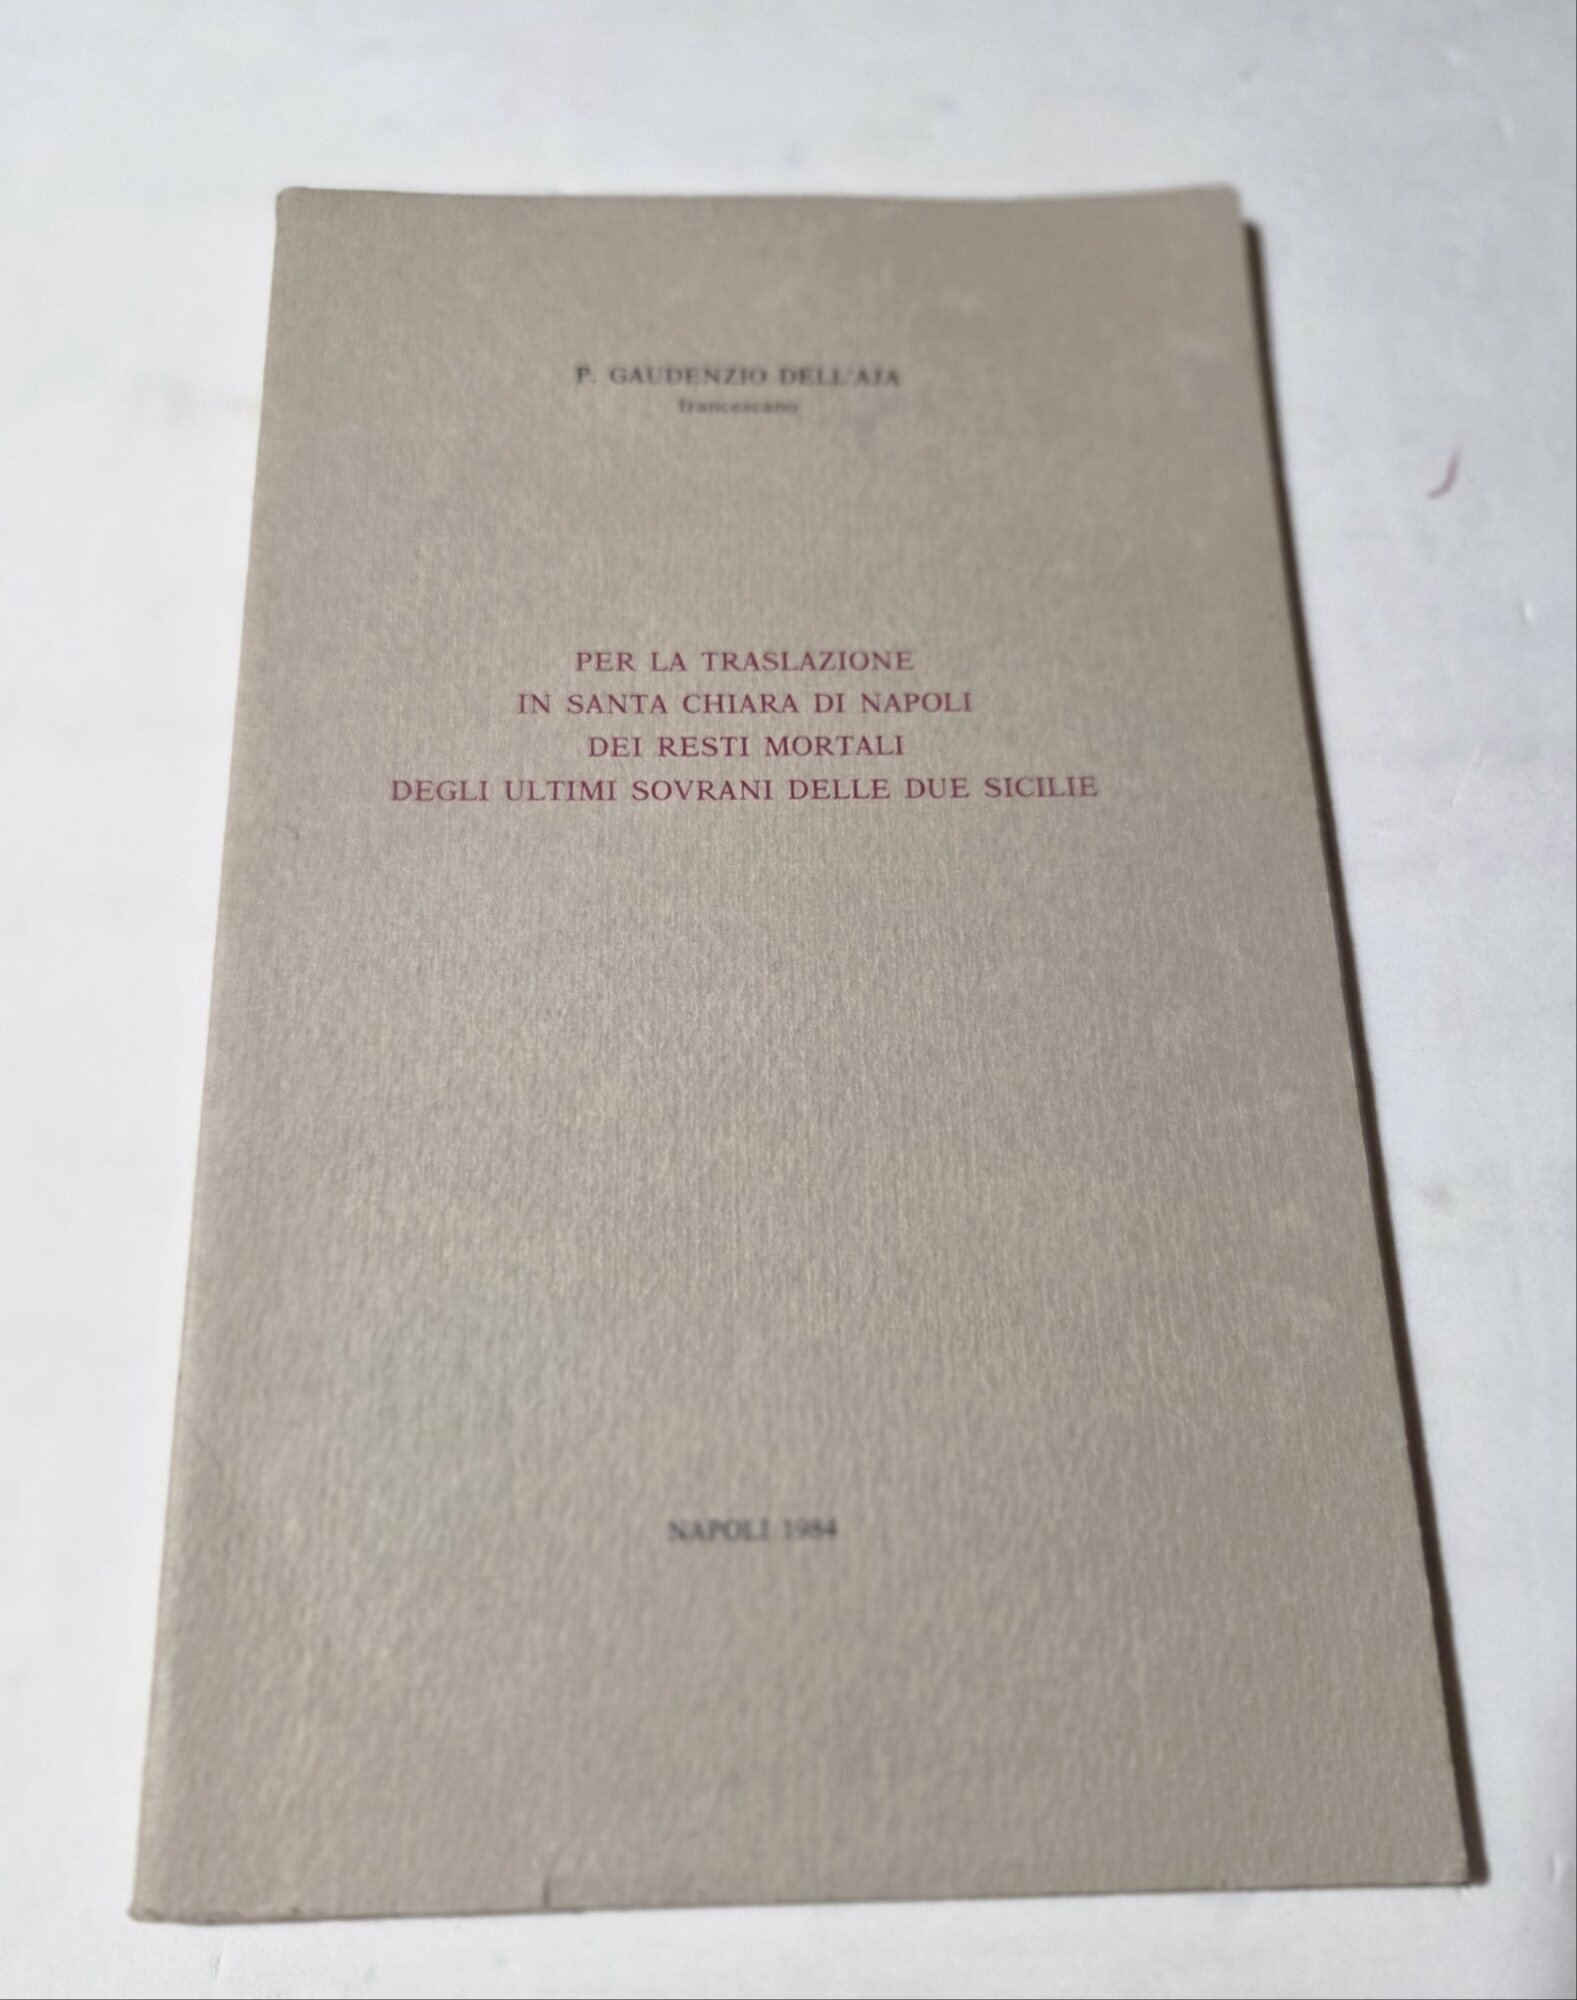 P. GAUDENZIO DELL'AJA
francescano
PER LA TRASLAZIONE
IN SANTA CHIARA DI NAPOLI
DEI RESTI MORTALI
DEGLI ULTIMI SOVRANI DELLE DUE SICILIE
NAPOLI 1984